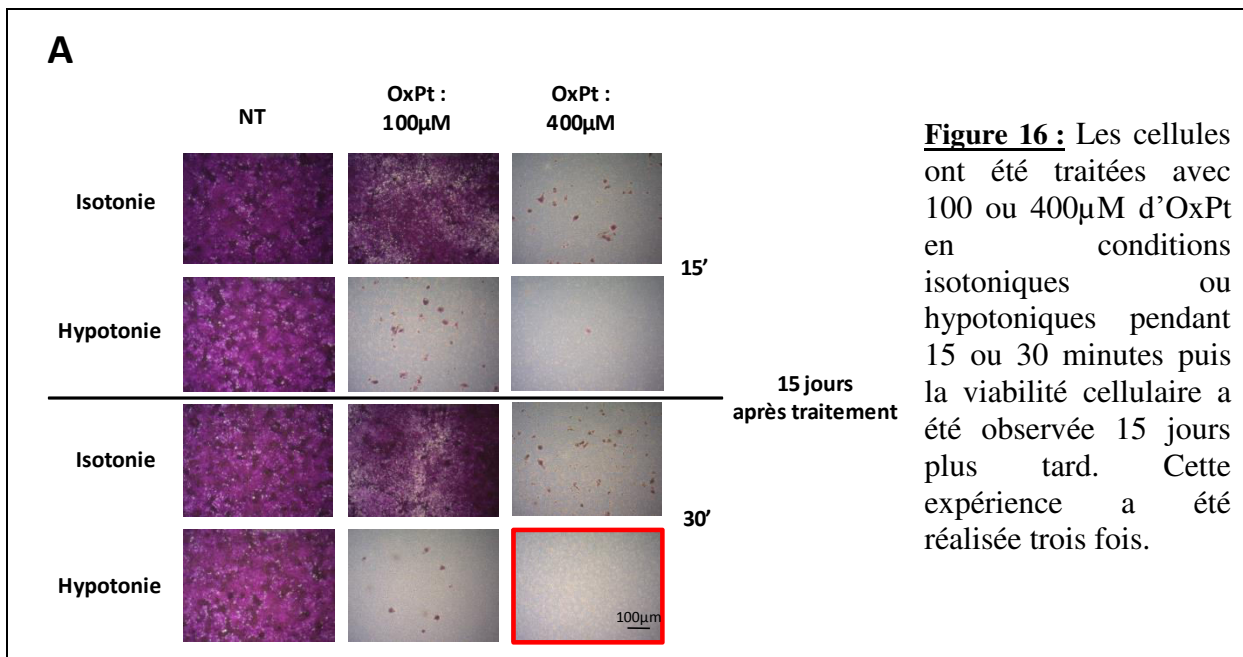 A
NT
OxPt :
100µM
OxPt :
400µM
Isotonie
15'
Hypotonie
15 jours
après traitement
Isotonie
30'
Hypotonie
100µm
Figure 16 : Les cellules
ont été traitées avec
100 ou 400µM d'OxPt
en conditions
isotoniques ou
hypotoniques pendant
15 ou 30 minutes puis
la viabilité cellulaire a
été observée 15 jours
plus tard. Cette
expérience a été
réalisée trois fois.